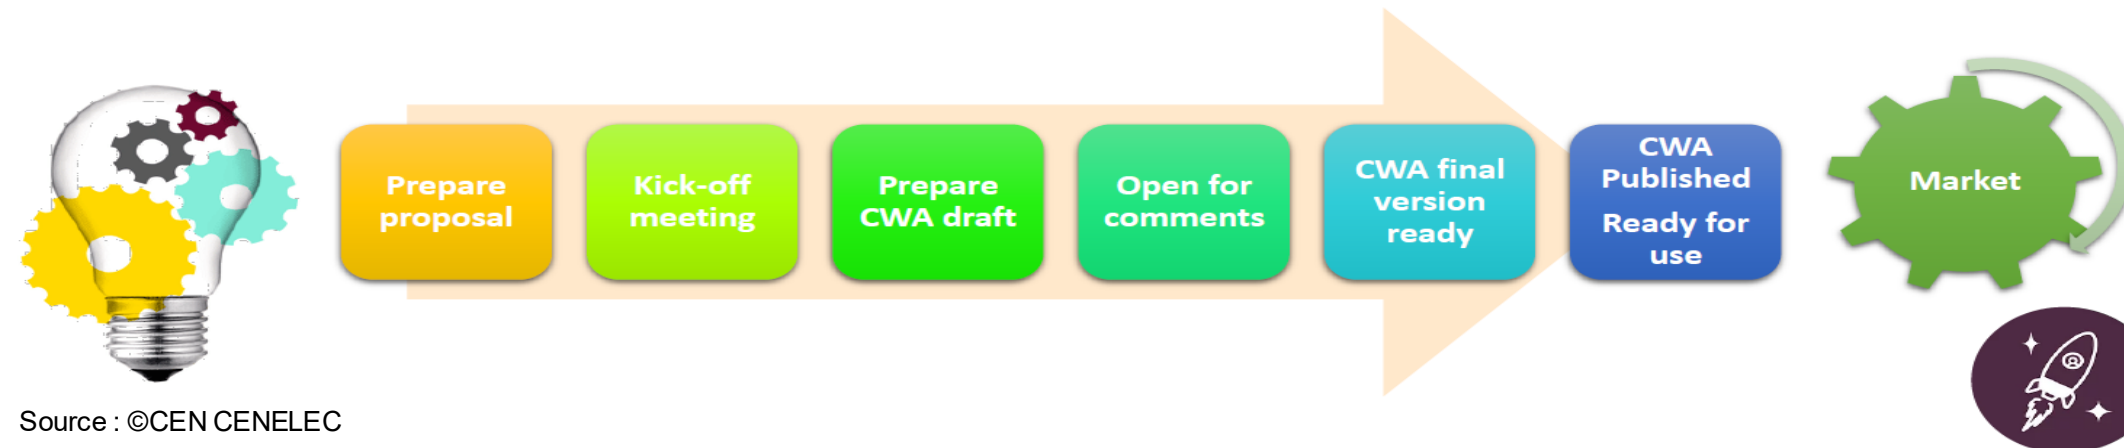 Prepare
proposal
Kick-off
meeting
Prepare
CWA draft
Open for
comments
CWA final
version
ready
CWA
Published
Ready for
use
Market
Source : ©CEN CENELEC